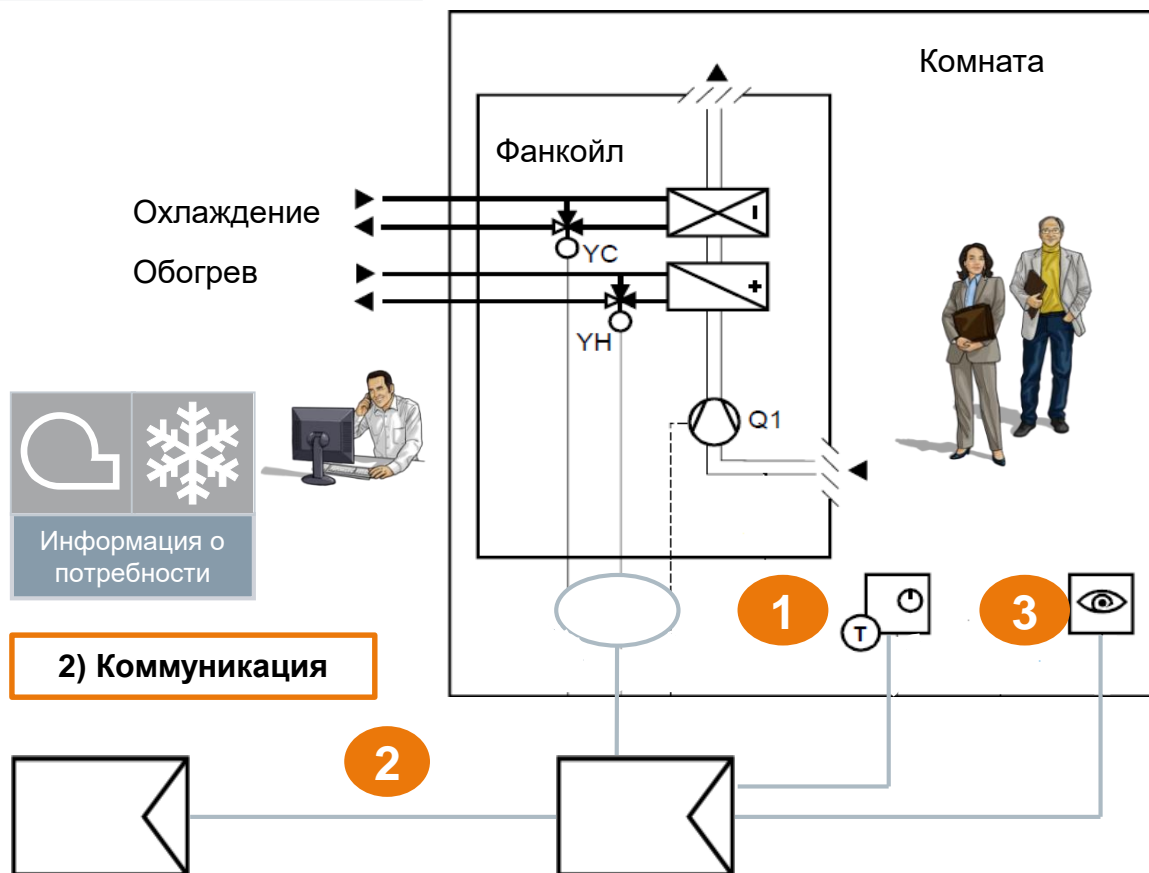 Комната
Фанкойл
Охлаждение
YC
Обогрев
YH
Q1
Информация о
потребности
1
T
3
2) Коммуникация
2